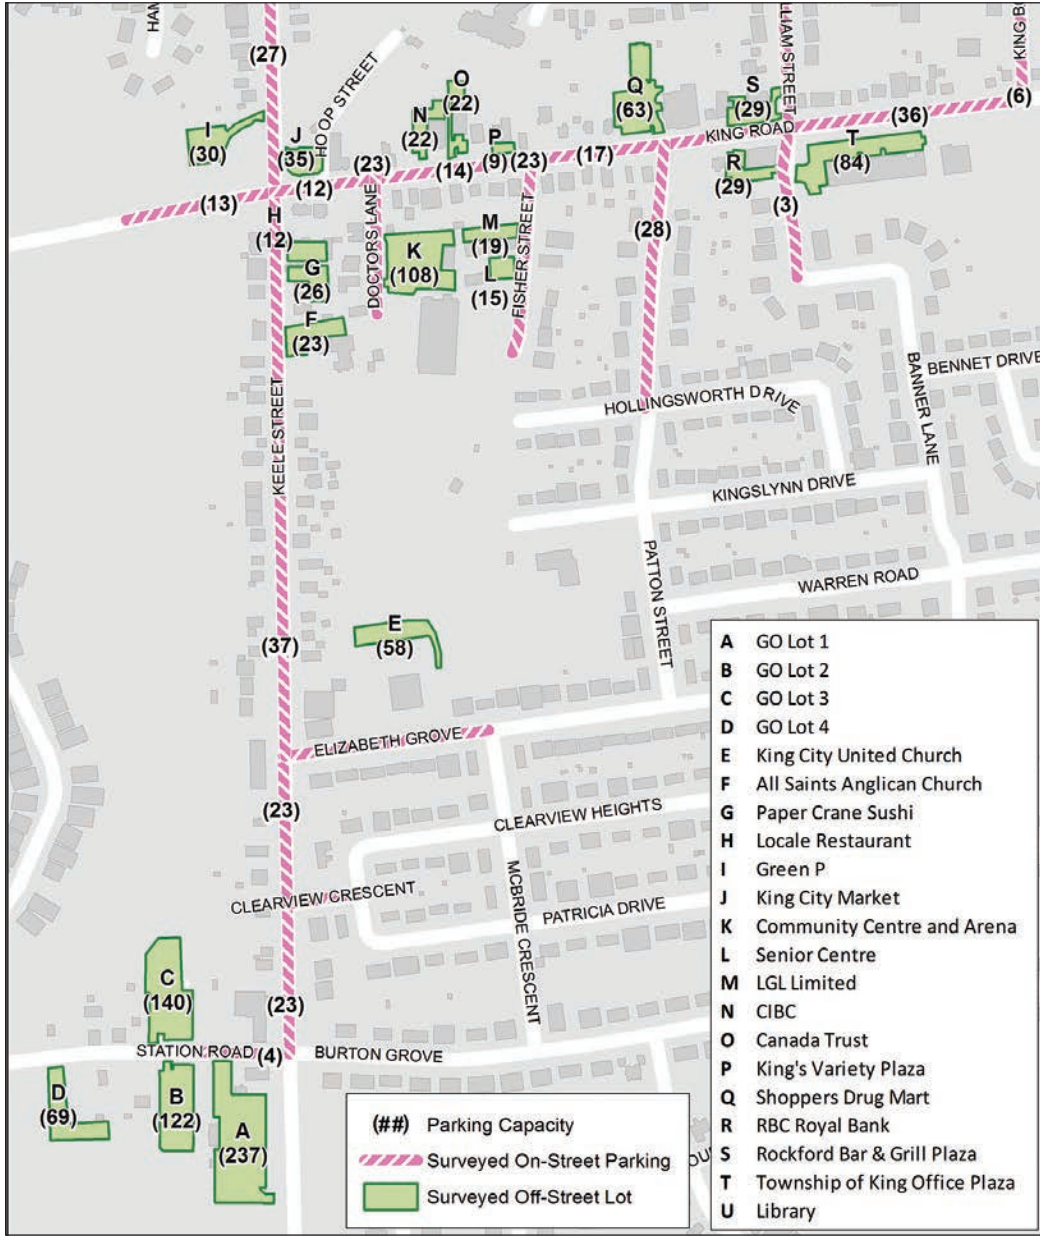 HAM
(27)
HOOP STREET
LLIAM STREET
KING B
I
(30)
J
(35)
N
(22)
O
(22)
P
(9)
Q
(63)
S
(29)
KING ROAD
(36)
(6)
(13)
(12)
(23)
(14)
(23)
(17)
R
(29)
T
(84)
(3)
H
(12)
DOCTORS LANE
K
(108)
M
(19)
L
(15)
FISHER STREET
(28)
G
(26)
F
(23)
KEELE STREET
HOLLINGSWORTH DRIVE
BANNER LANE
BENNET DRIVE
KINGSLYNN DRIVE
PATTON STREET
WARREN ROAD
(37)
E
(58)
ELIZABETH GROVE
(23)
CLEARVIEW HEIGHTS
CLEARVIEW CRESCENT
MCBRIDE CRESCENT
PATRICIA DRIVE
C
(140)
(23)
STATION ROAD
(4)
BURTON GROVE
D
(69)
B
(122)
A
(237)
OU
(##) Parking Capacity
Surveyed On-Street Parking
Surveyed Off-Street Lot
A GO Lot 1
B GO Lot 2
C GO Lot 3
D GO Lot 4
E King City United Church
F All Saints Anglican Church
G Paper Crane Sushi
H Locale Restaurant
I Green P
J King City Market
K Community Centre and Arena
L Senior Centre
M LGL Limited
N CIBC
O Canada Trust
P King's Variety Plaza
Q Shoppers Drug Mart
R RBC Royal Bank
S Rockford Bar & Grill Plaza
T Township of King Office Plaza
U Library